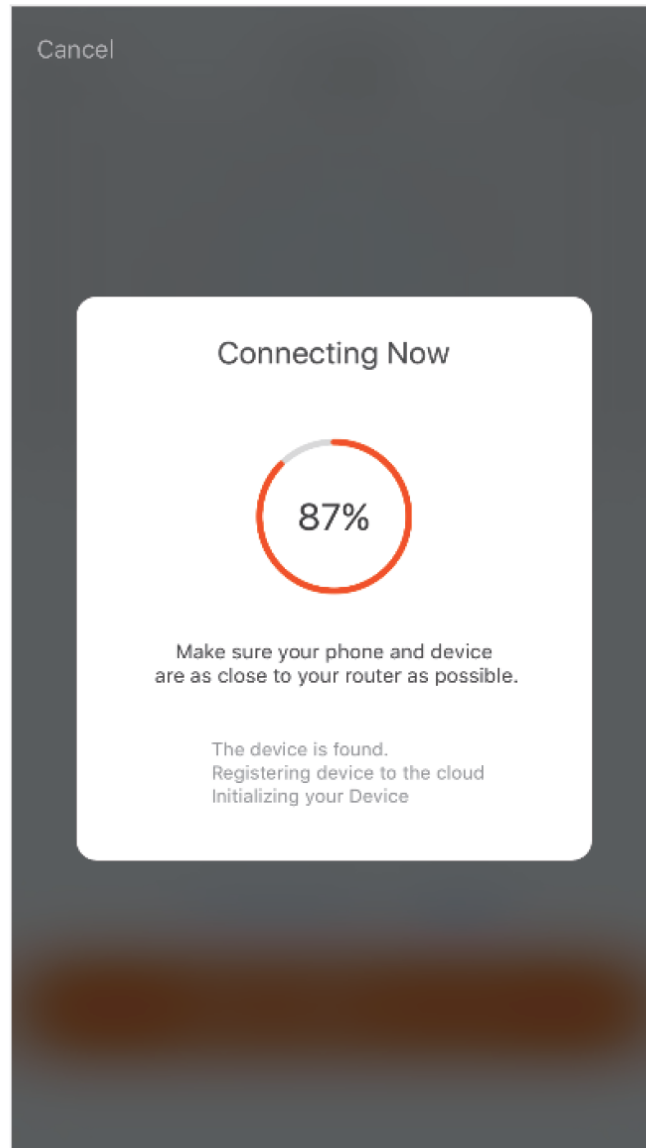 Cancel
Connecting Now
87%
Make sure your phone and device
are as close to your router as possible.
The device is found.
Registering device to the cloud
Initializing your Device